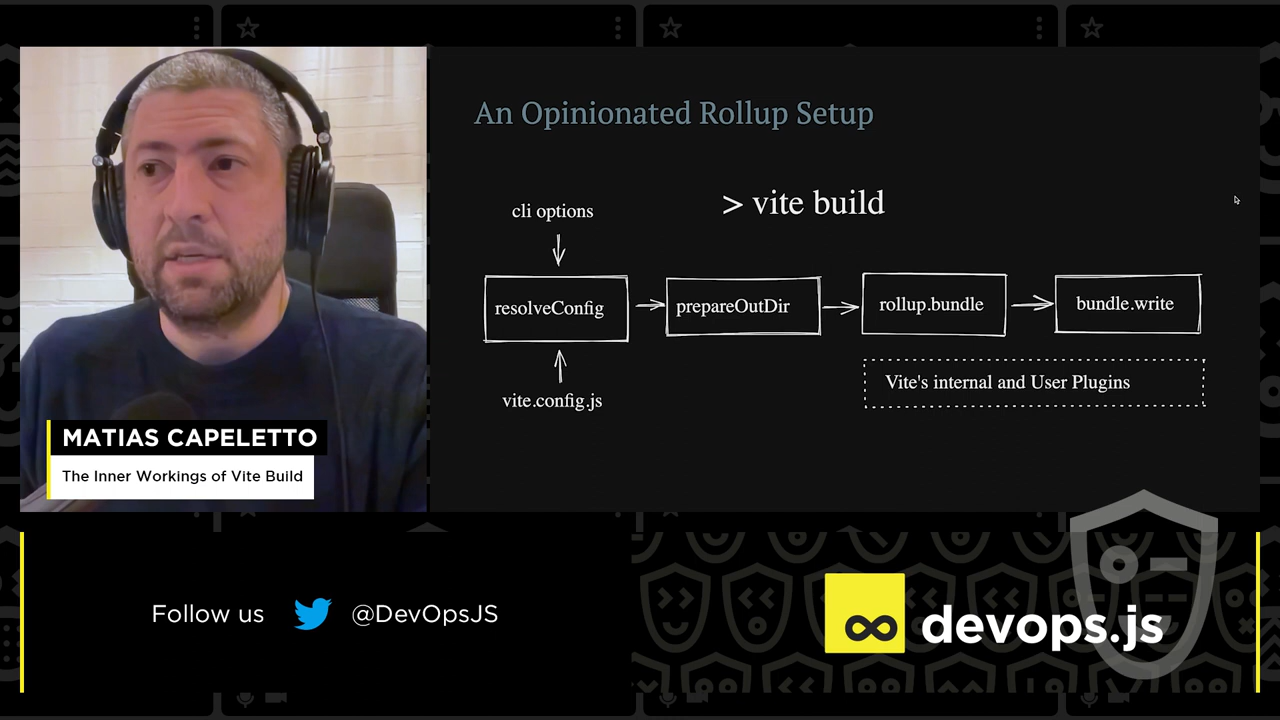 An Opinionated Rollup Setup
> vite build
cli options
resolveConfig
prepareOutDir
rollup.bundle
bundle.write
Vite's internal and User Plugins
vite.config.js
MATIAS CAPELETTO
The Inner Workings of Vite Build
Follow us
@DevOpsJS
devops.js